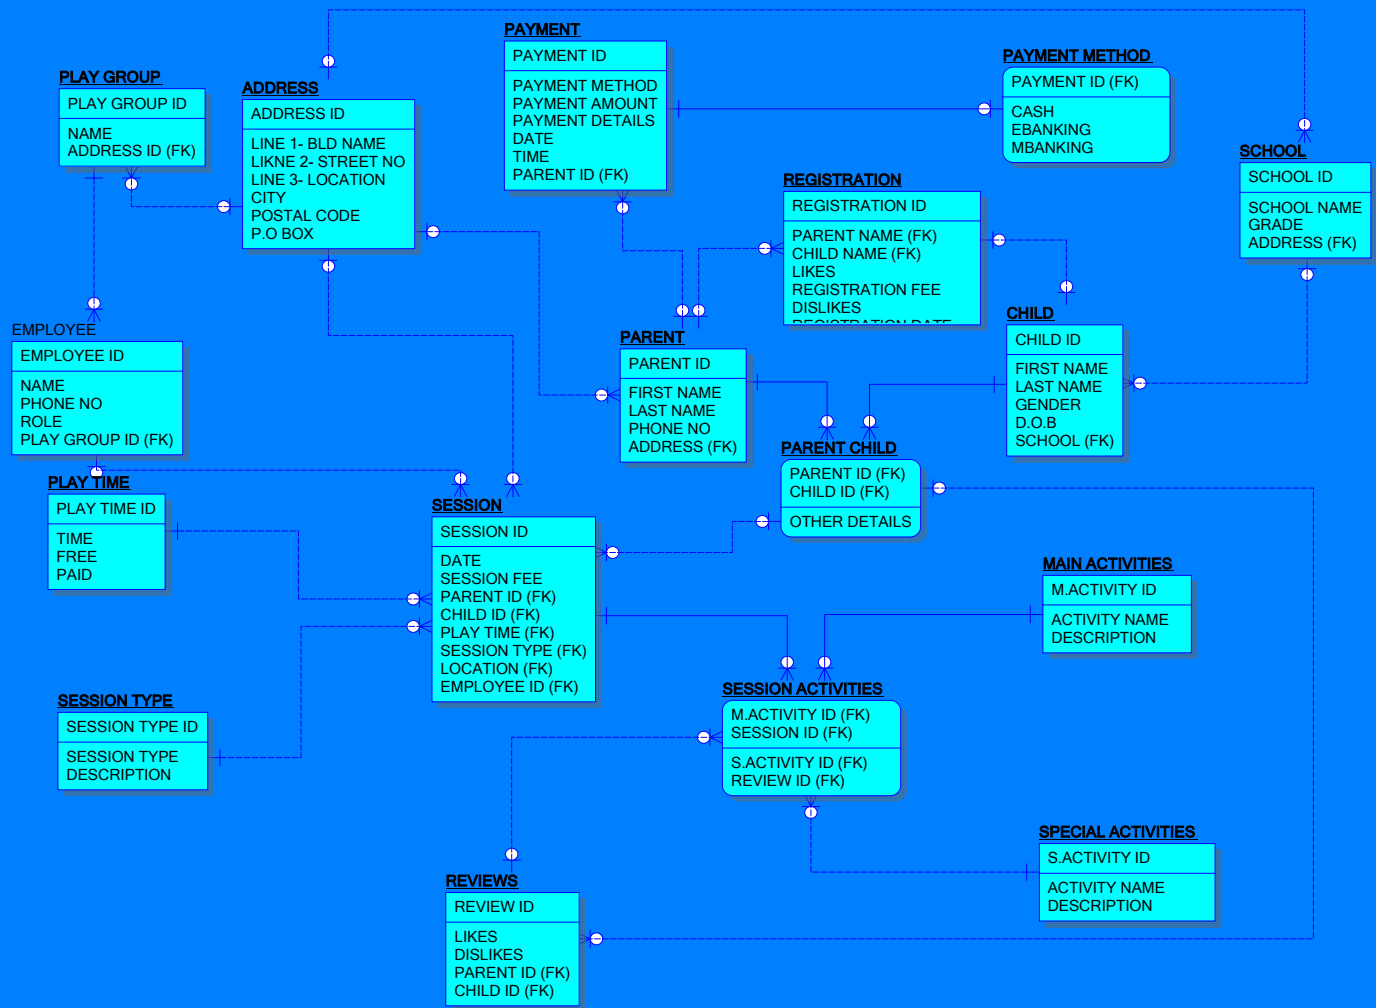 PAYMENT
PAYMENT ID
PAYMENT METHOD
PAYMENT AMOUNT
PAYMENT DETAILS
DATE
TIME
PARENT ID (FK)
PAYMENT METHOD
PAYMENT ID (FK)
CASH
EBANKING
MBANKING
PLAY GROUP
PLAY GROUP ID
NAME
ADDRESS ID (FK)
ADDRESS
ADDRESS ID
LINE 1- BLD NAME
LIKNE 2- STREET NO
LINE 3- LOCATION
CITY
POSTAL CODE
P.O BOX
SCHOOL
SCHOOL ID
SCHOOL NAME
GRADE
ADDRESS (FK)
REGISTRATION
REGISTRATION ID
PARENT NAME (FK)
CHILD NAME (FK)
LIKES
REGISTRATION FEE
DISLIKES
REGISTRATION DATE
CHILD
CHILD ID
FIRST NAME
LAST NAME
GENDER
D.O.B
SCHOOL (FK)
EMPLOYEE
EMPLOYEE ID
NAME
PHONE NO
ROLE
PLAY GROUP ID (FK)
PARENT
PARENT ID
FIRST NAME
LAST NAME
PHONE NO
ADDRESS (FK)
PARENT CHILD
PARENT ID (FK)
CHILD ID (FK)
OTHER DETAILS
PLAY TIME
PLAY TIME ID
TIME
FREE
PAID
SESSION
SESSION ID
DATE
SESSION FEE
PARENT ID (FK)
CHILD ID (FK)
PLAY TIME (FK)
SESSION TYPE (FK)
LOCATION (FK)
EMPLOYEE ID (FK)
MAIN ACTIVITIES
M.ACTIVITY ID
ACTIVITY NAME
DESCRIPTION
SESSION TYPE
SESSION TYPE ID
SESSION TYPE
DESCRIPTION
SESSION ACTIVITIES
M.ACTIVITY ID (FK)
SESSION ID (FK)
S.ACTIVITY ID (FK)
REVIEW ID (FK)
SPECIAL ACTIVITIES
S.ACTIVITY ID
ACTIVITY NAME
DESCRIPTION
REVIEWS
REVIEW ID
LIKES
DISLIKES
PARENT ID (FK)
CHILD ID (FK)